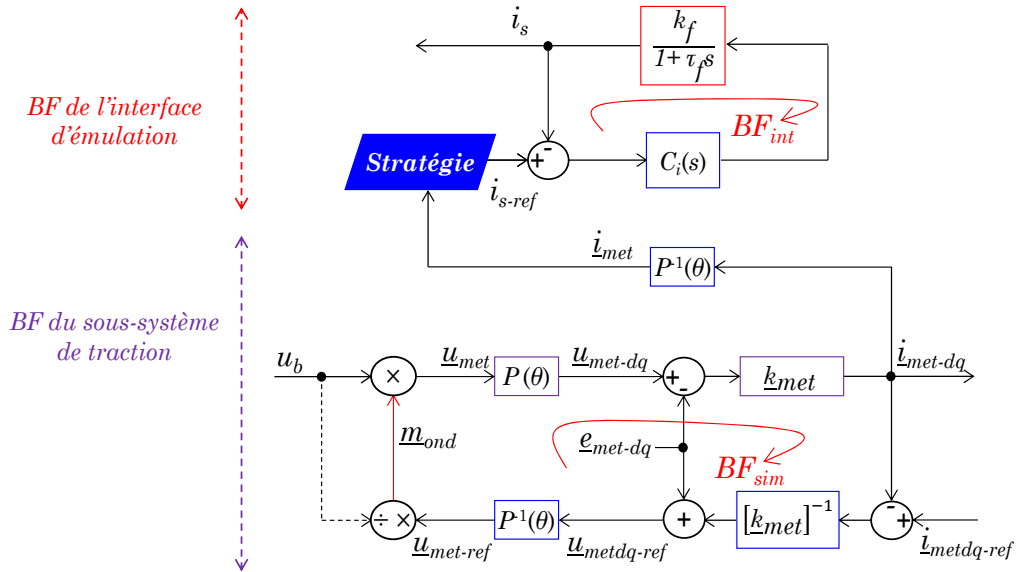 i_s
k_f
1+ τ_f s
BF de l'interface
d'émulation
BF_int
Stratégie
+
-
C_i(s)
i_s-ref
i_met
P^-1(θ)
BF du sous-système
de traction
u_b
×
u_met
P(θ)
u_met-dq
+
-
k_met
i_met-dq
m_ond
e_met-dq
BF_sim
÷ ×
P^-1(θ)
+
[k_met]^-1
-
+
u_met-ref
u_metdq-ref
i_metdq-ref